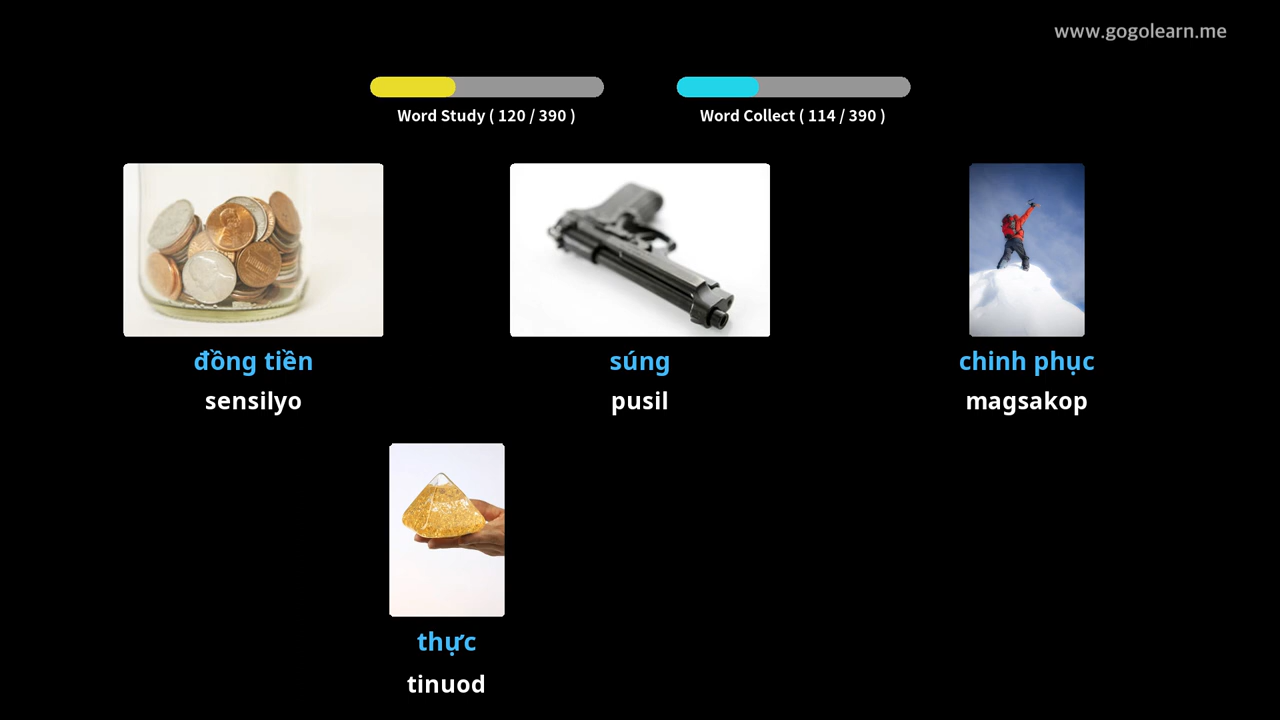 www.gogolearn.me
Word Study ( 120 / 390 )
Word Collect ( 114 / 390 )
đồng tiền
sensilyo
súng
pusil
chinh phục
magsakop
thực
tinuod